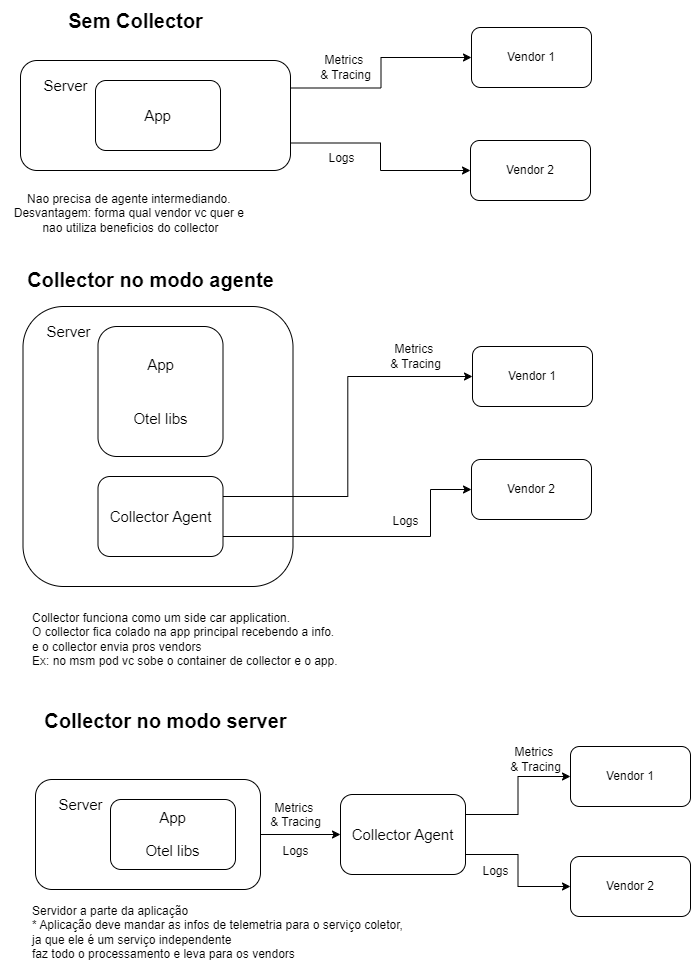 Sem Collector
Metrics
& Tracing
Vendor 1
Server
App
Logs
Vendor 2
Nao precisa de agente intermediando.
Desvantagem: forma qual vendor vc quer e
nao utiliza beneficios do collector
Collector no modo agente
Server
App
Otel libs
Metrics
& Tracing
Vendor 1
Collector Agent
Logs
Vendor 2
Collector funciona como um side car application.
O collector fica colado na app principal recebendo a info.
e o collector envia pros vendors
Ex: no msm pod vc sobe o container de collector e o app.
Collector no modo server
Server
App
Otel libs
Metrics
& Tracing
Logs
Collector Agent
Metrics
& Tracing
Vendor 1
Logs
Vendor 2
Servidor a parte da aplicação
* Aplicação deve mandar as infos de telemetria para o serviço coletor,
ja que ele é um serviço independente
faz todo o processamento e leva para os vendors